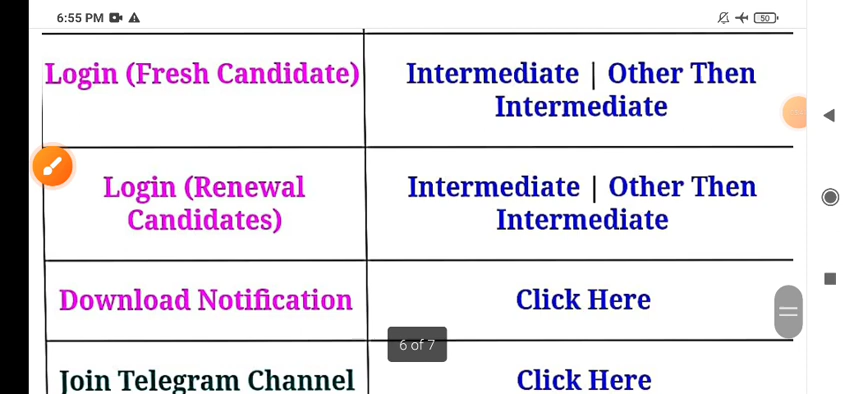 6:55 PM
50
Login (Fresh Candidate)
Intermediate | Other Then
Intermediate
Login (Renewal
Candidates)
Intermediate | Other Then
Intermediate
Download Notification
Click Here
6 of 7
Join Telegram Channel
Click Here